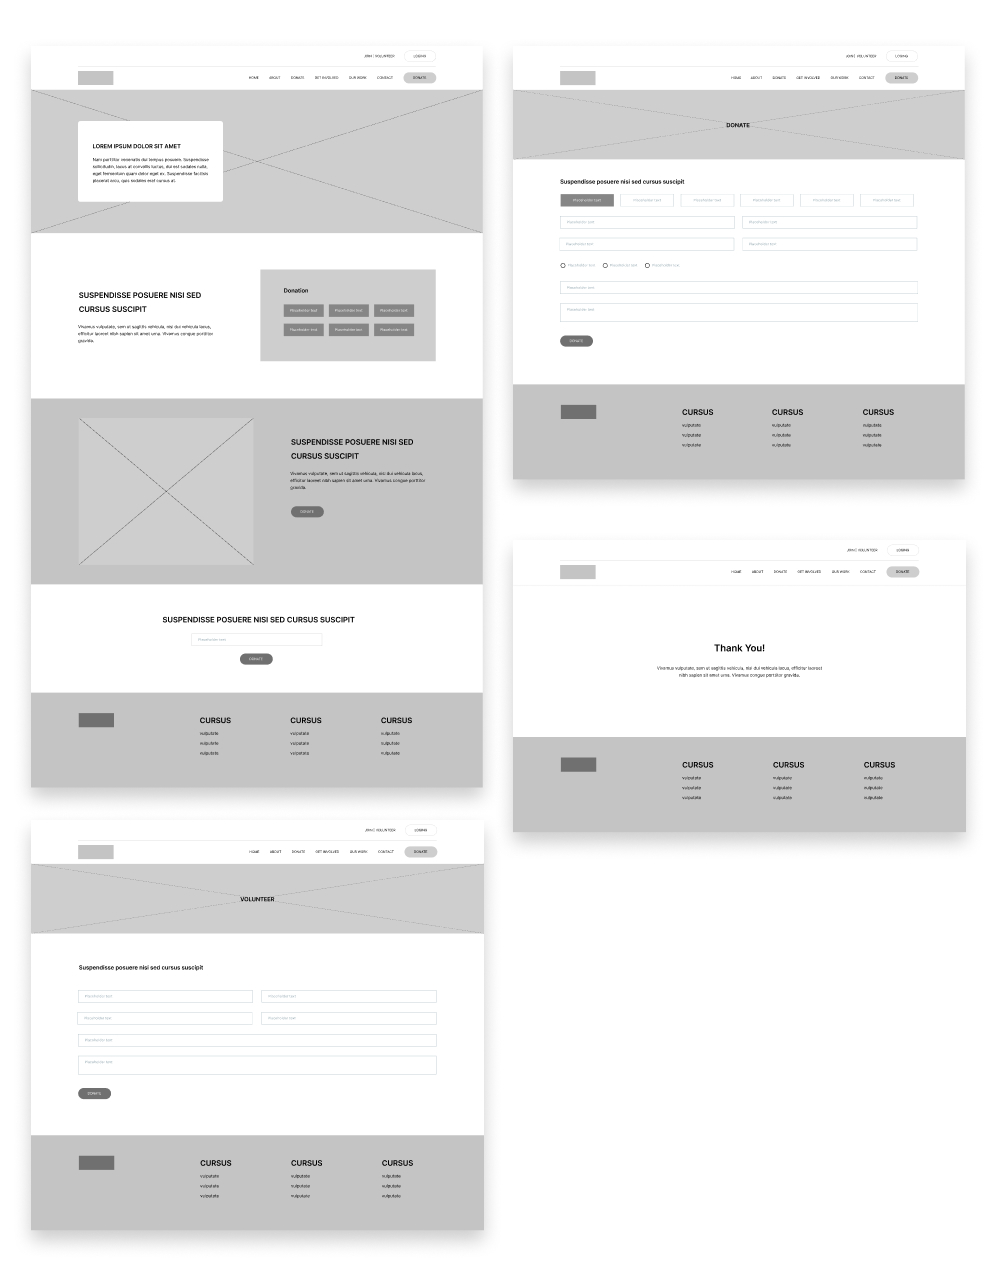 JOIN | VOLUNTEER
LOGING
HOME ABOUT DONATE GET INVOLVED OUR WORK CONTACT DONATE
LOREM IPSUM DOLOR SIT AMET
Nam porttitor venenatis dui tempus posuere. Suspendisse
sollicitudin, lacus at convallis luctus, dui est sodales nulla,
eget fermentum quam dolor eget ex. Suspendisse facilisis
placerat arcu, quis sodales erat cursus at.
SUSPENDISSE POSUERE NISI SED
CURSUS SUSCIPIT
Vivamus vulputate, sem ut sagittis vehicula, nisi dui vehicula lacus,
efficitur laoreet nibh sapien sit amet urna. Vivamus congue porttitor
gravida.
Donation
Placeholder text Placeholder text Placeholder text
Placeholder text Placeholder text Placeholder text
SUSPENDISSE POSUERE NISI SED
CURSUS SUSCIPIT
Vivamus vulputate, sem ut sagittis vehicula, nisi dui vehicula lacus,
efficitur laoreet nibh sapien sit amet urna. Vivamus congue porttitor
gravida.
DONATE
SUSPENDISSE POSUERE NISI SED CURSUS SUSCIPIT
Placeholder text
DONATE
CURSUS CURSUS CURSUS
vulputate vulputate vulputate
vulputate vulputate vulputate
vulputate vulputate vulputate
JOIN | VOLUNTEER
LOGING
HOME ABOUT DONATE GET INVOLVED OUR WORK CONTACT DONATE
DONATE
Suspendisse posuere nisi sed cursus suscipit
Placeholder text Placeholder text Placeholder text Placeholder text Placeholder text Placeholder text
Placeholder text Placeholder text
Placeholder text Placeholder text
Placeholder text Placeholder text Placeholder text
Placeholder text
Placeholder text
DONATE
CURSUS CURSUS CURSUS
vulputate vulputate vulputate
vulputate vulputate vulputate
vulputate vulputate vulputate
JOIN | VOLUNTEER
LOGING
HOME ABOUT DONATE GET INVOLVED OUR WORK CONTACT DONATE
Thank You!
Vivamus vulputate, sem ut sagittis vehicula, nisi dui vehicula lacus, efficitur laoreet
nibh sapien sit amet urna. Vivamus congue porttitor gravida.
CURSUS CURSUS CURSUS
vulputate vulputate vulputate
vulputate vulputate vulputate
vulputate vulputate vulputate
JOIN | VOLUNTEER
LOGING
HOME ABOUT DONATE GET INVOLVED OUR WORK CONTACT DONATE
VOLUNTEER
Suspendisse posuere nisi sed cursus suscipit
Placeholder text Placeholder text
Placeholder text Placeholder text
Placeholder text
Placeholder text
DONATE
CURSUS CURSUS CURSUS
vulputate vulputate vulputate
vulputate vulputate vulputate
vulputate vulputate vulputate